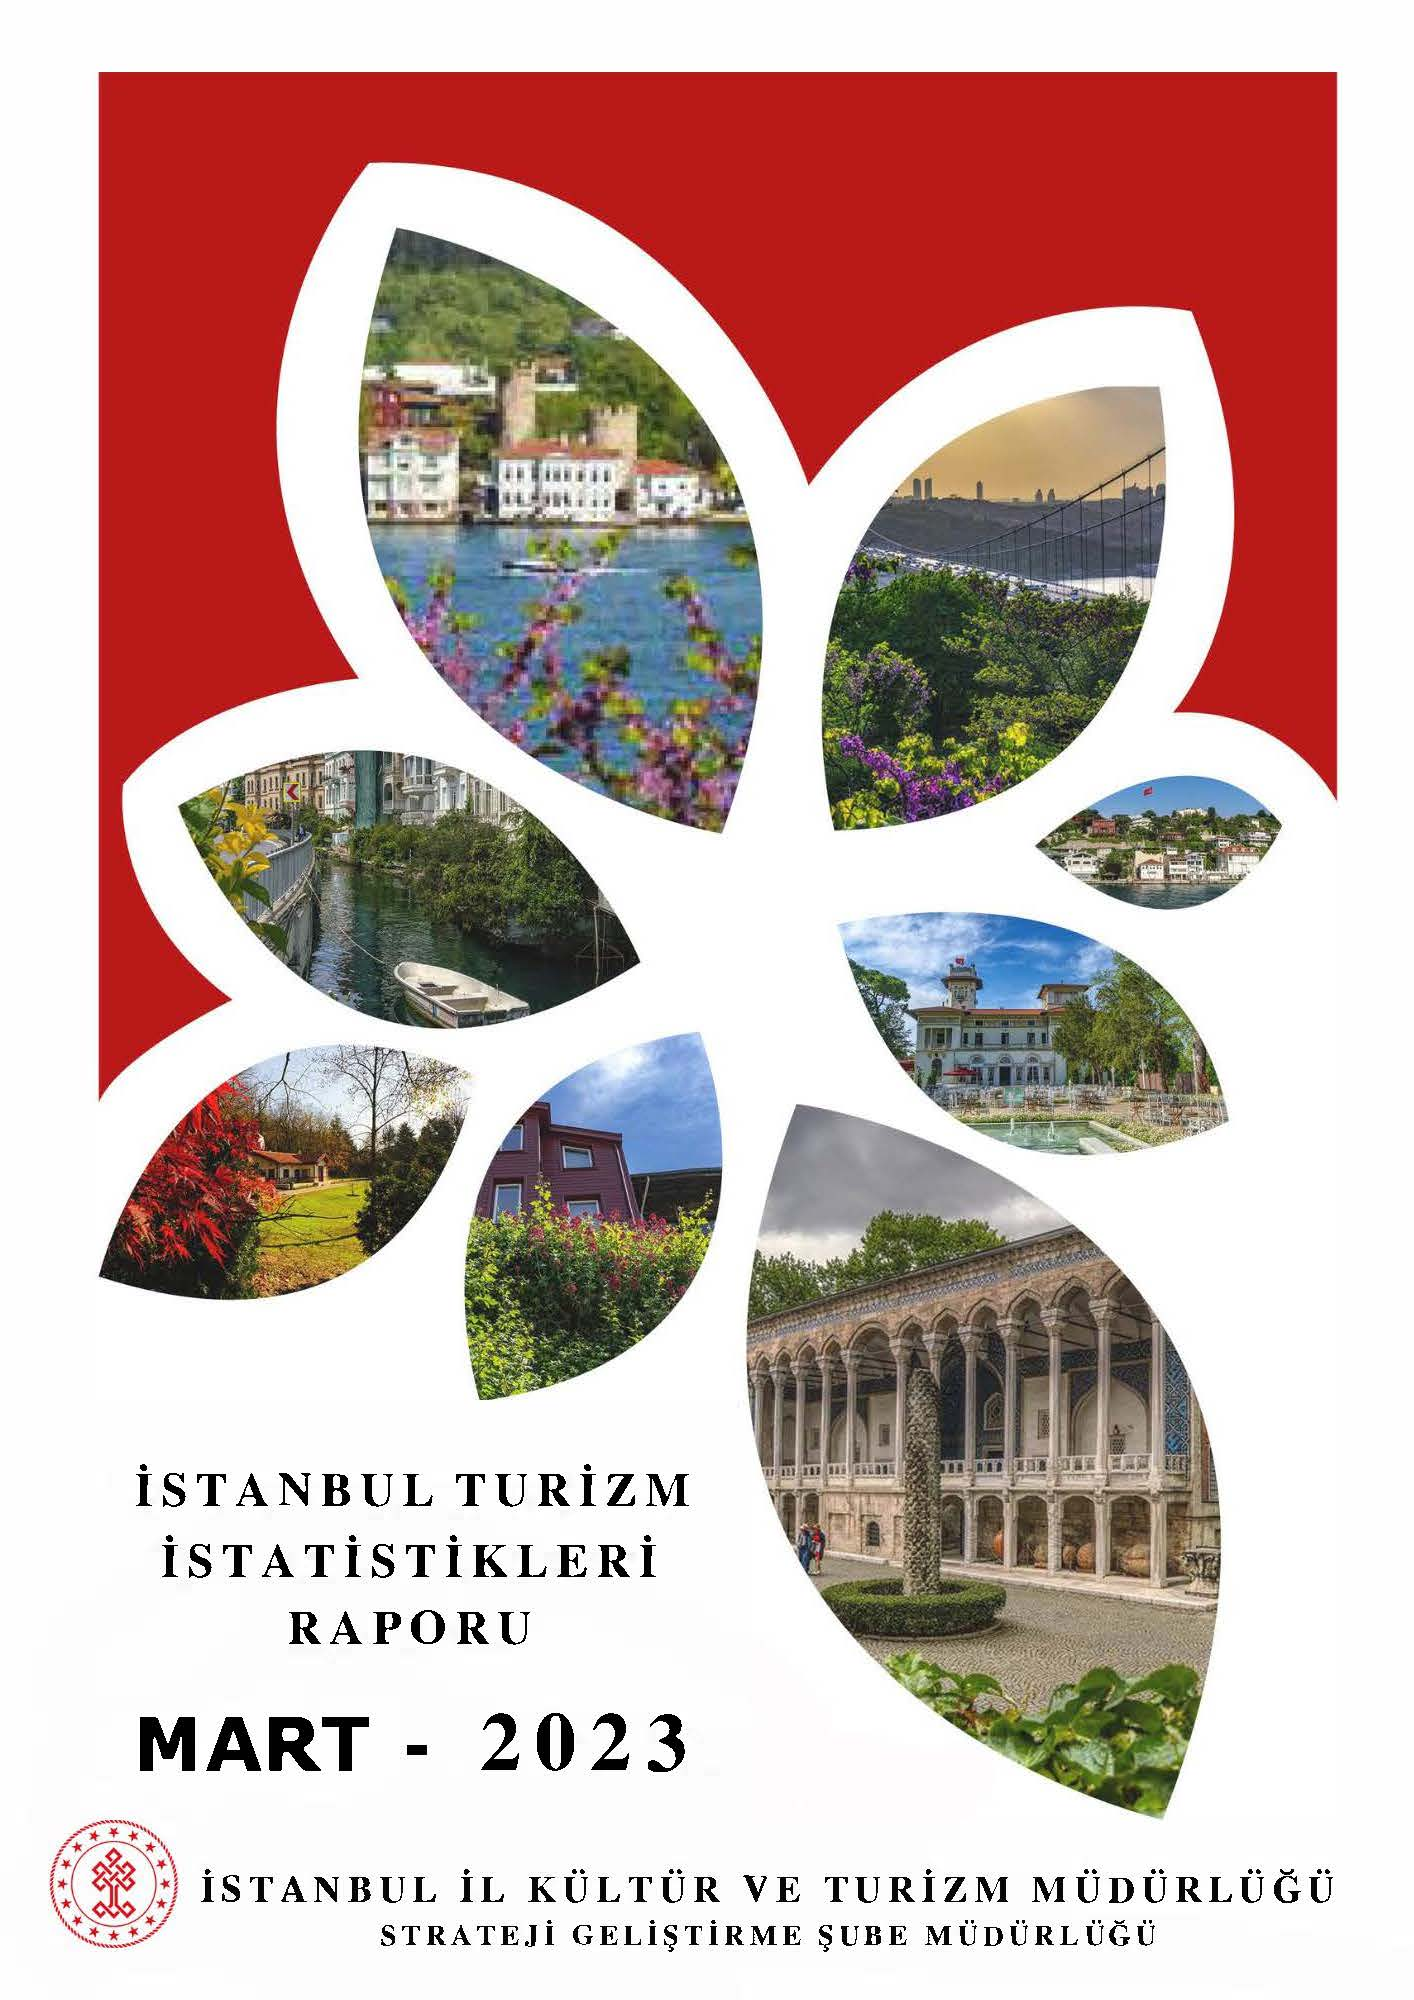 İSTANBUL TURİZM
İSTATİSTİKLERİ
RAPORU
MART - 2023
İSTANBUL İL KÜLTÜR VE TURİZM MÜDÜRLÜĞÜ
STRATEJİ GELİŞTİRME ŞUBE MÜDÜRLÜĞÜ